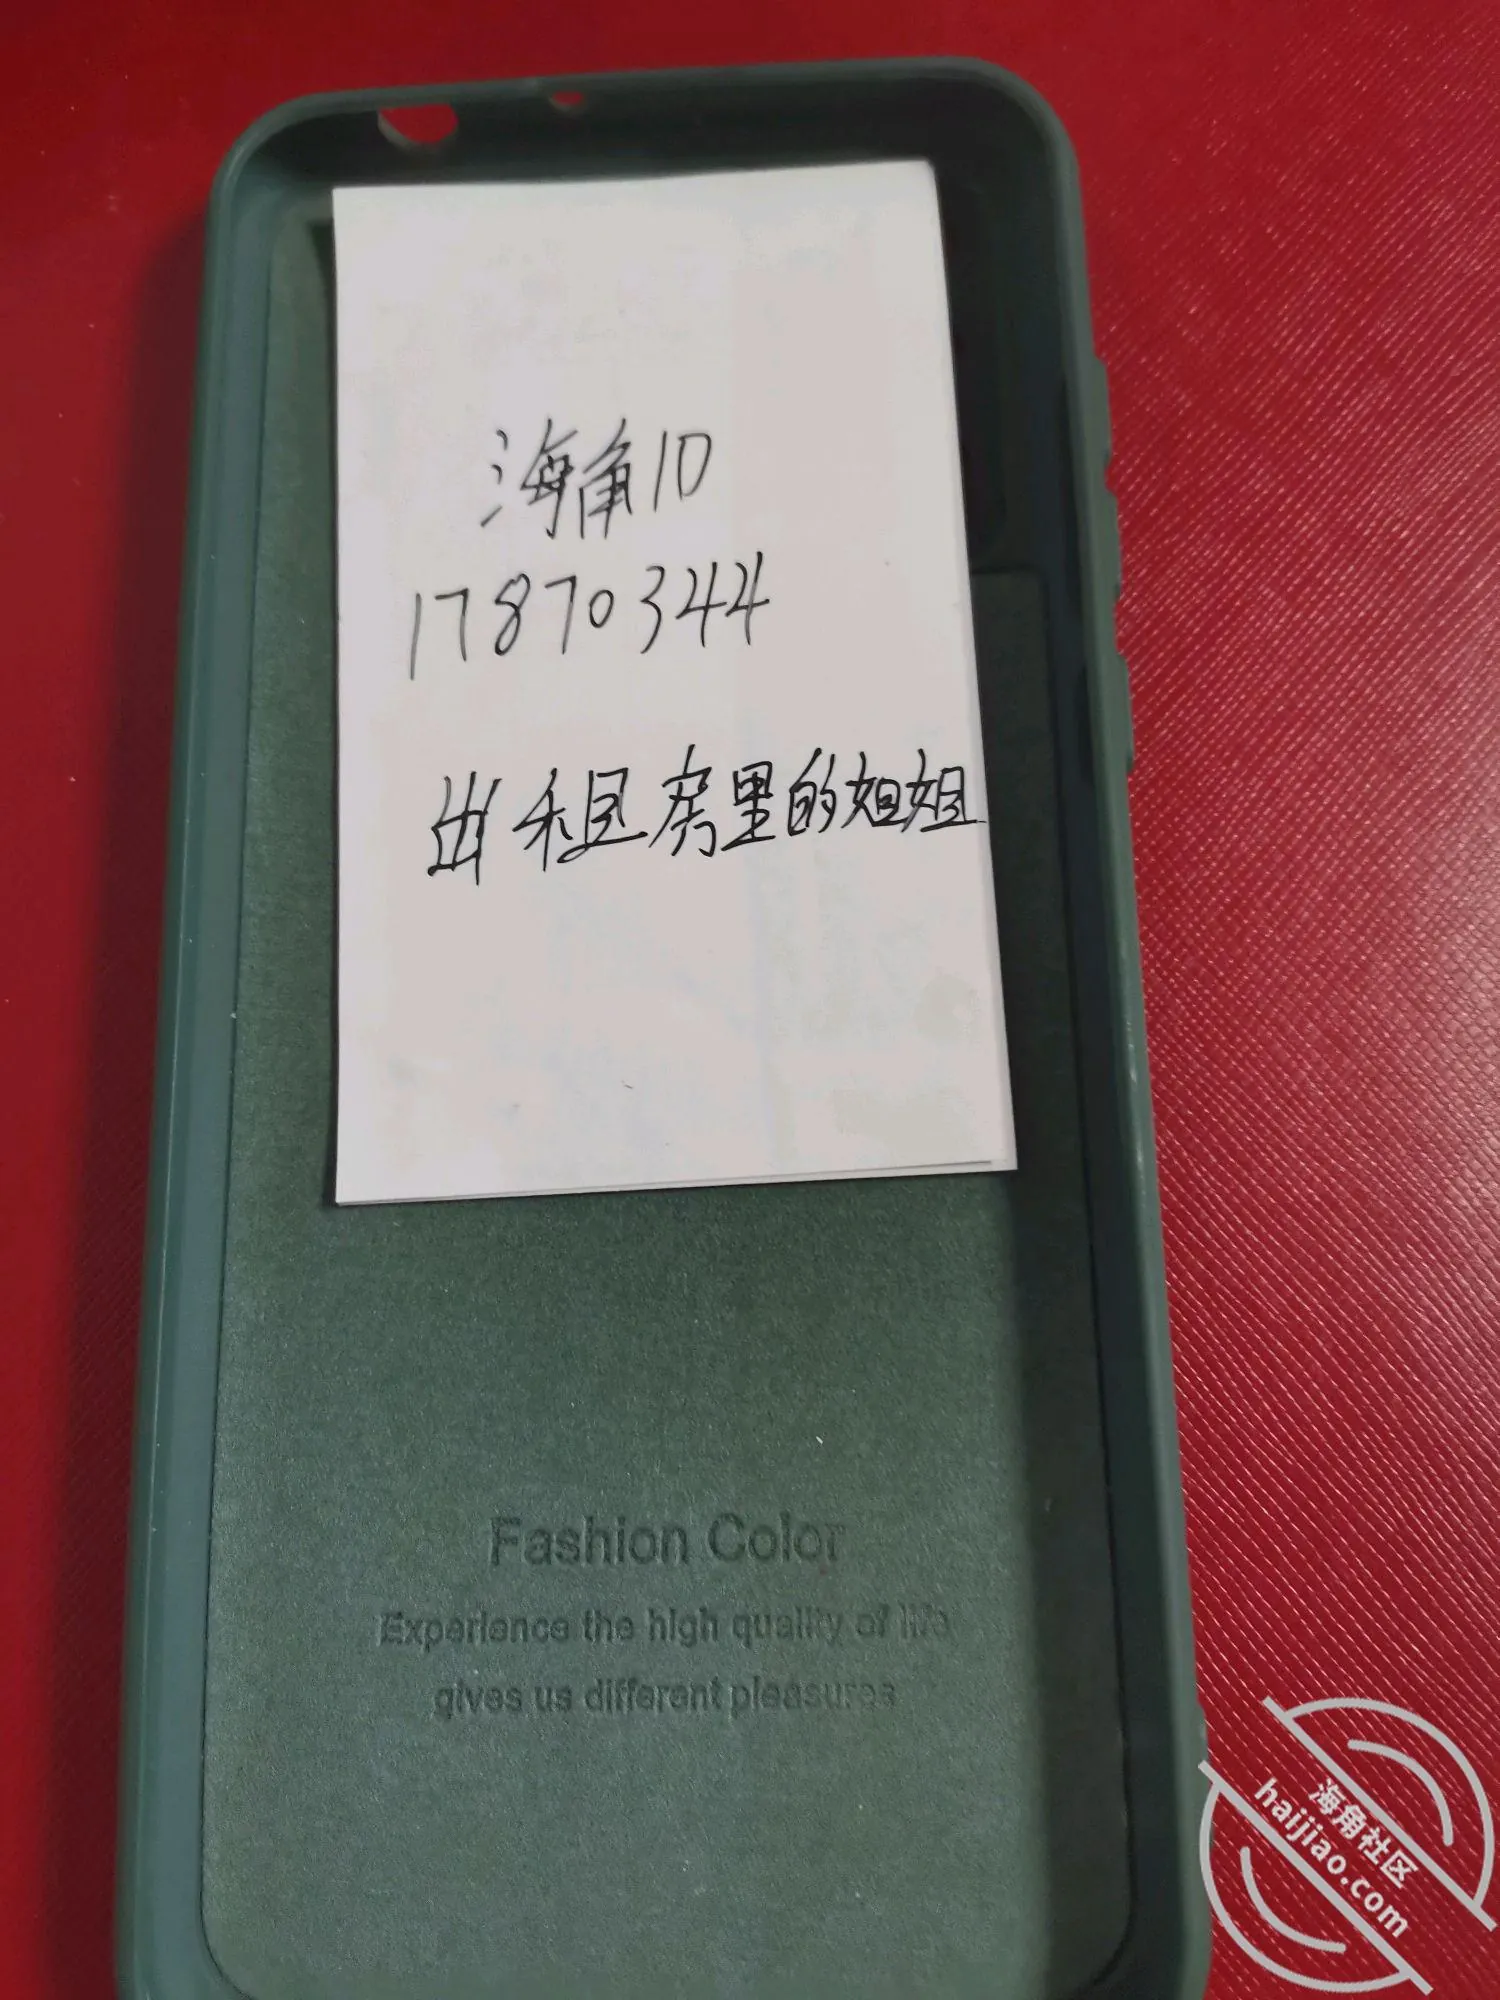 海角ID
17870344
出租房里的姐姐
Fashion Color
Experience the high quality of life
gives us different pleasures
海角社区
haijiao.com